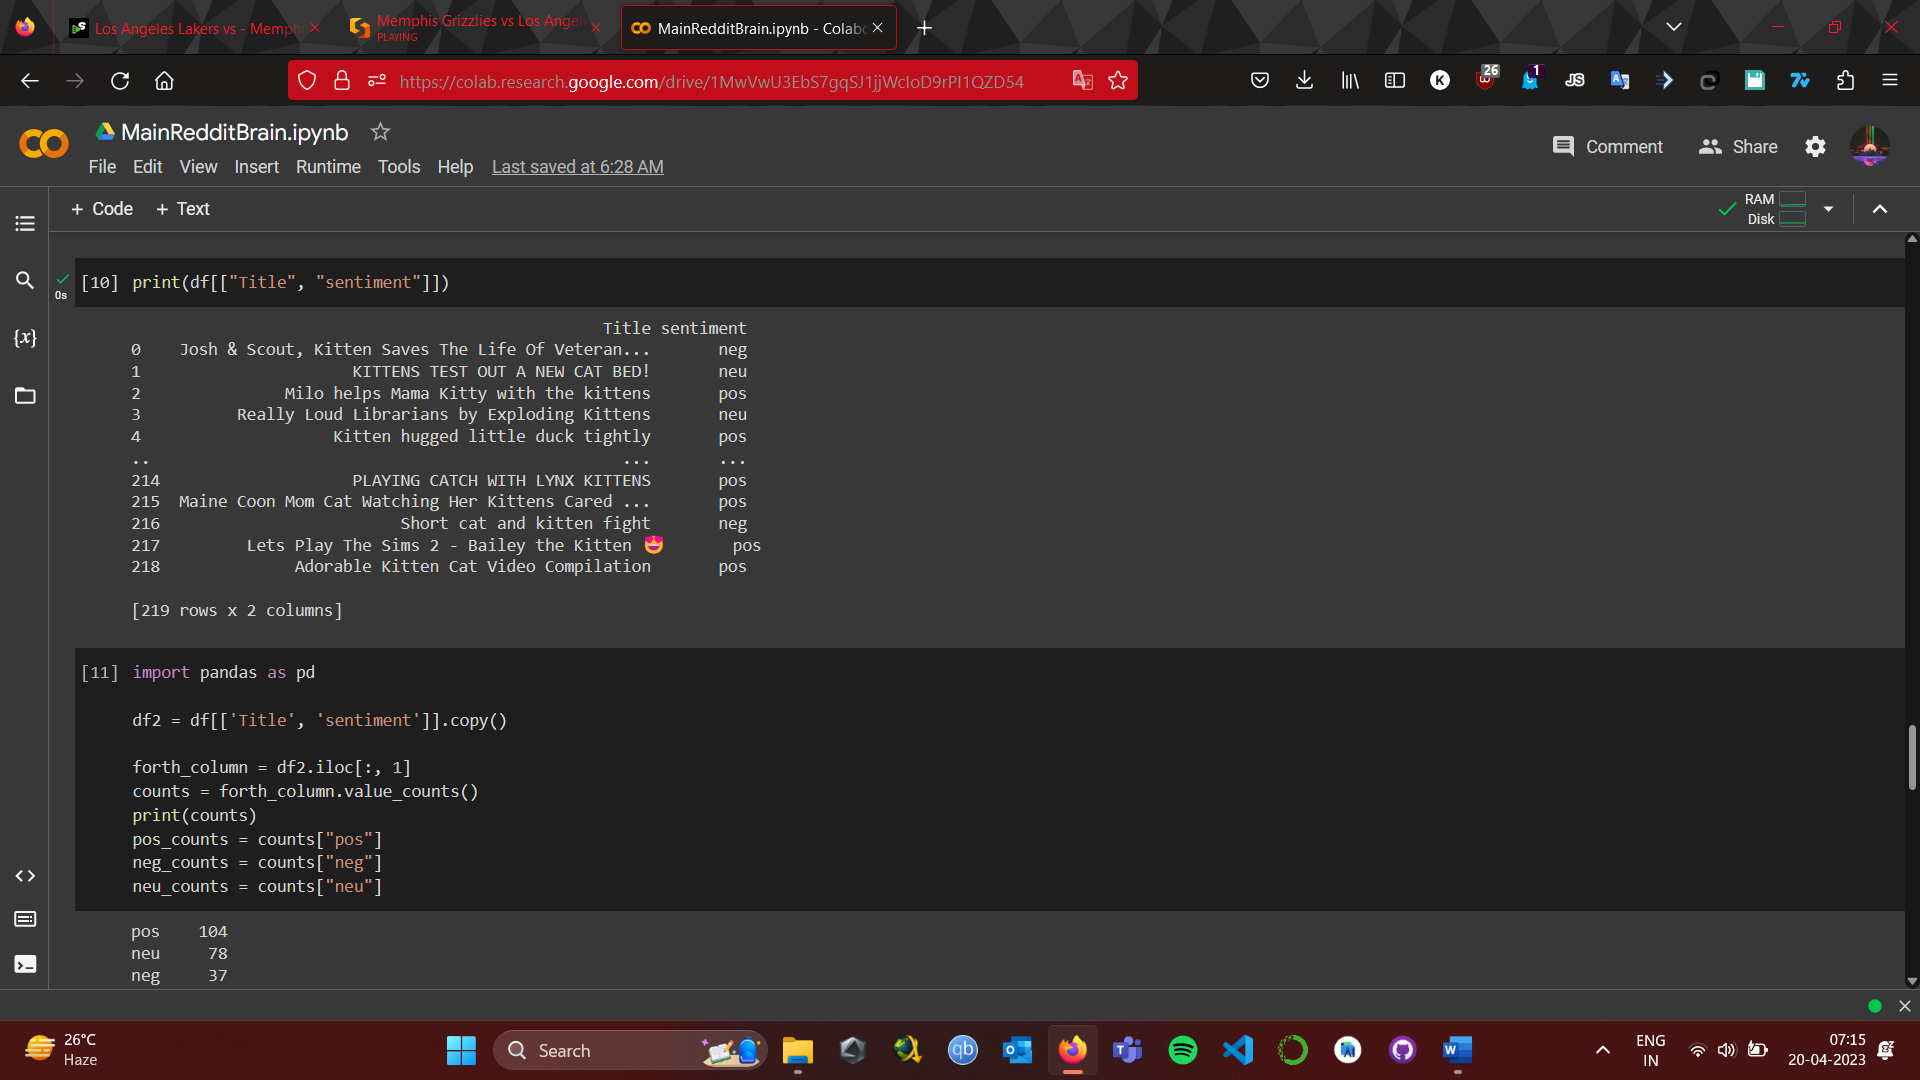 Los Angeles Lakers vs - Memph
Memphis Grizzlies vs Los Angele
PLAYING
MainRedditBrain.ipynb - Colabo
https://colab.research.google.com/drive/1MwVwU3EbS7gqSJ1jjWcIoD9rPI1QZD54
26
1
K
JS
MainRedditBrain.ipynb
File Edit View Insert Runtime Tools Help Last saved at 6:28 AM
Comment Share
+ Code + Text
RAM
Disk
0s
[10] print(df[["Title", "sentiment"]])
Title sentiment
0 Josh & Scout, Kitten Saves The Life Of Veteran... neg
1 KITTENS TEST OUT A NEW CAT BED! neu
2 Milo helps Mama Kitty with the kittens pos
3 Really Loud Librarians by Exploding Kittens neu
4 Kitten hugged little duck tightly pos
.. ... ...
214 PLAYING CATCH WITH LYNX KITTENS pos
215 Maine Coon Mom Cat Watching Her Kittens Cared ... pos
216 Short cat and kitten fight neg
217 Lets Play The Sims 2 - Bailey the Kitten 😍 pos
218 Adorable Kitten Cat Video Compilation pos
[219 rows x 2 columns]
[11] import pandas as pd
df2 = df[['Title', 'sentiment']].copy()
forth_column = df2.iloc[:, 1]
counts = forth_column.value_counts()
print(counts)
pos_counts = counts["pos"]
neg_counts = counts["neg"]
neu_counts = counts["neu"]
pos 104
neu 78
neg 37
26°C
Haze
Search
qb
ENG
IN
07:15
20-04-2023